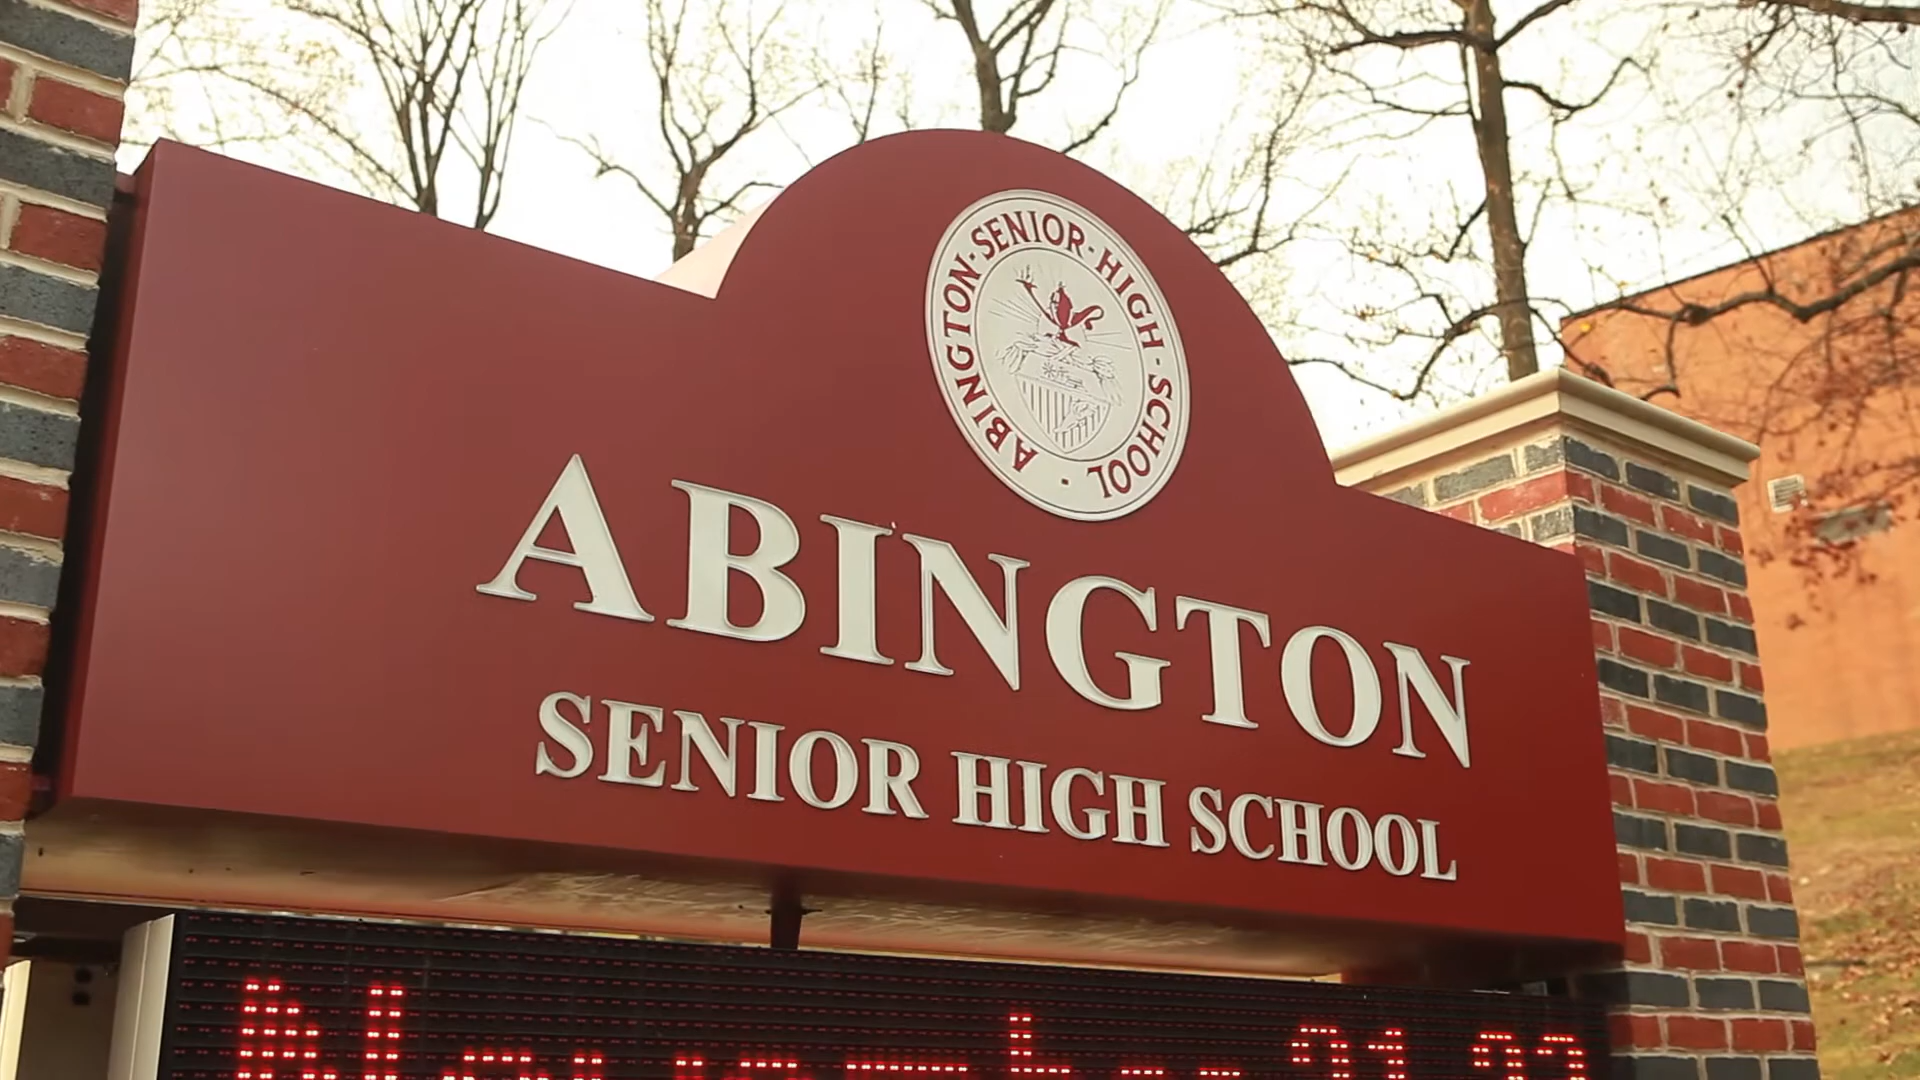 ABINGTON · SENIOR · HIGH · SCHOOL ·
ABINGTON
SENIOR HIGH SCHOOL